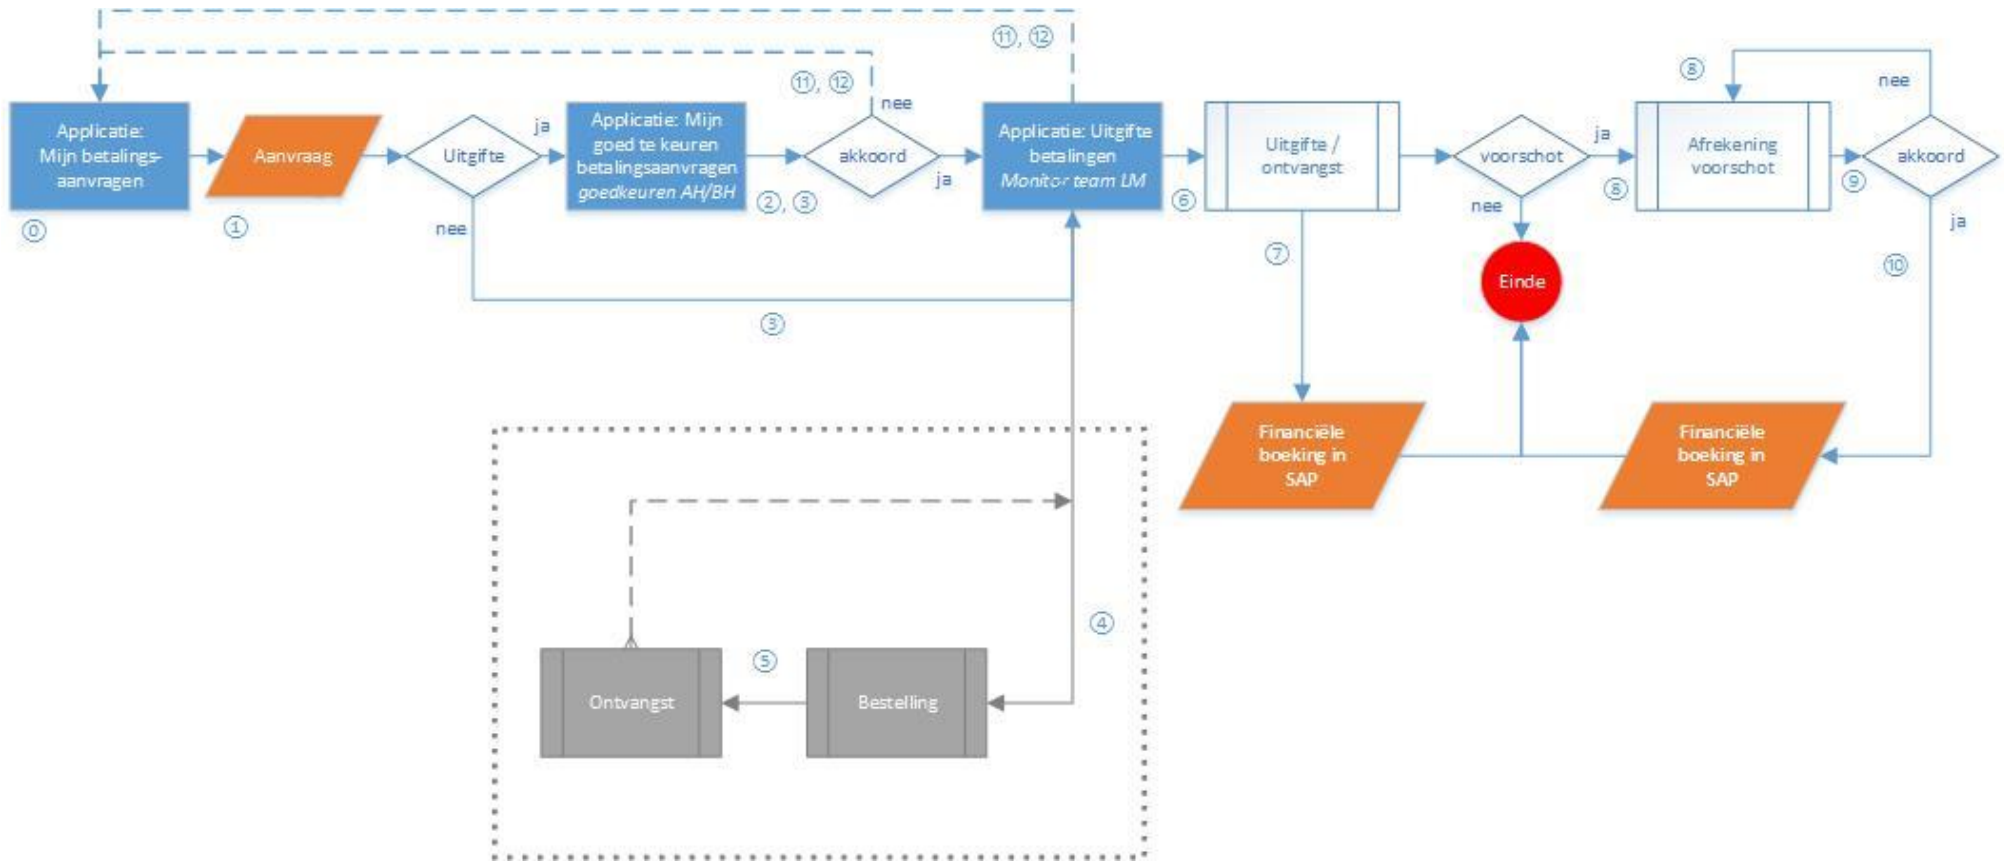 ⑪, ⑫
⑪, ⑫
⑧
nee
nee
Applicatie:
Mijn betalings-
aanvragen
Aanvraag
Uitgifte
ja
Applicatie: Mijn
goed te keuren
betalingsaanvragen
goedkeuren AH/BH
akkoord
ja
Applicatie: Uitgifte
betalingen
Monitor team LM
Uitgifte /
ontvangst
voorschot
ja
Afrekening
voorschot
akkoord
⓪
①
nee
②, ③
⑥
nee
⑧
⑨
ja
⑦
Einde
⑩
③
Financiële
boeking in
SAP
Financiële
boeking in
SAP
④
⑤
Ontvangst
Bestelling